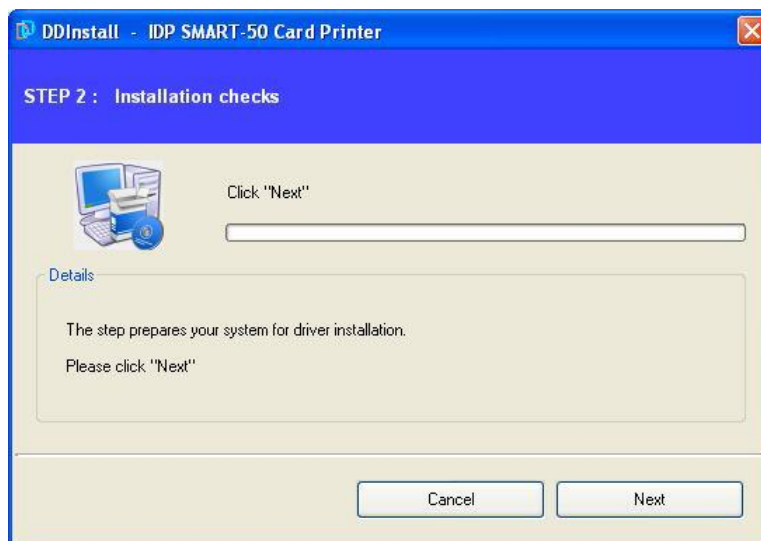 DDInstall - IDP SMART-50 Card Printer
STEP 2 : Installation checks
Click "Next"
Details
The step prepares your system for driver installation.
Please click "Next"
Cancel
Next